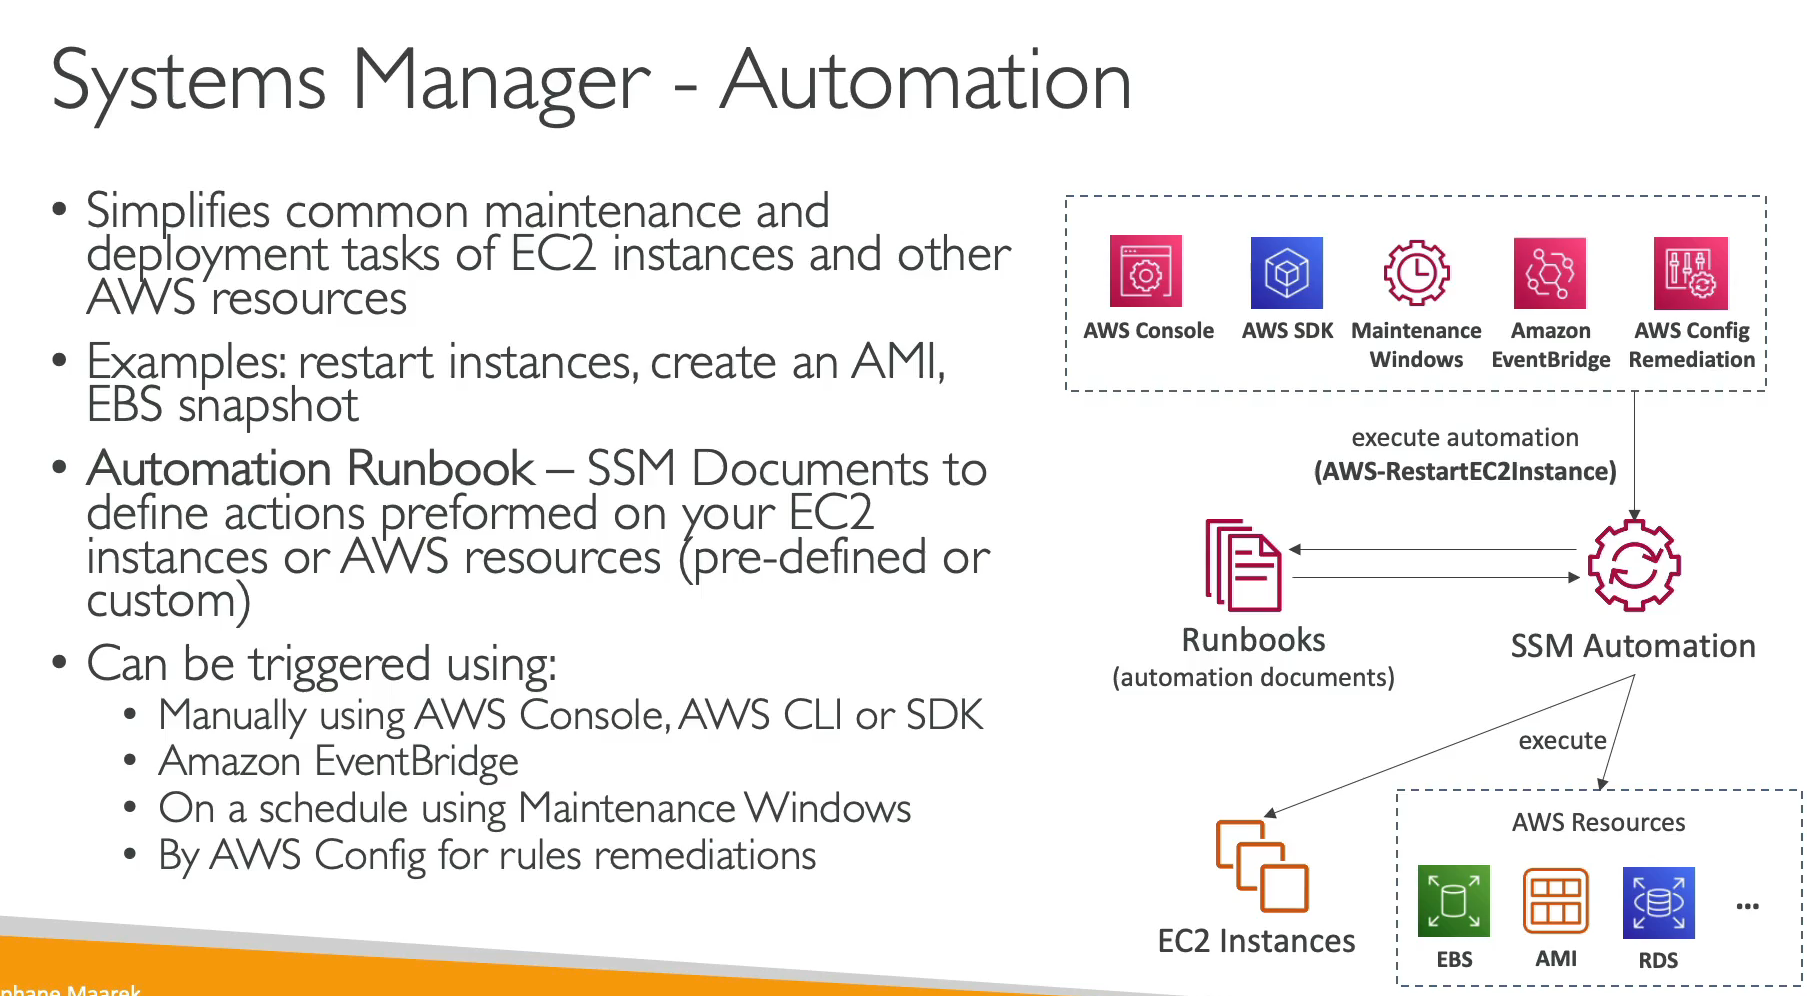 Systems Manager - Automation
• Simplifies common maintenance and
deployment tasks of EC2 instances and other
AWS resources
• Examples: restart instances, create an AMI,
EBS snapshot
• Automation Runbook – SSM Documents to
define actions preformed on your EC2
instances or AWS resources (pre-defined or
custom)
• Can be triggered using:
• Manually using AWS Console, AWS CLI or SDK
• Amazon EventBridge
• On a schedule using Maintenance Windows
• By AWS Config for rules remediations
AWS Console
AWS SDK
Maintenance
Windows
Amazon
EventBridge
AWS Config
Remediation
execute automation
(AWS-RestartEC2Instance)
Runbooks
(automation documents)
SSM Automation
execute
EC2 Instances
AWS Resources
EBS
AMI
RDS
...
phane Maarek